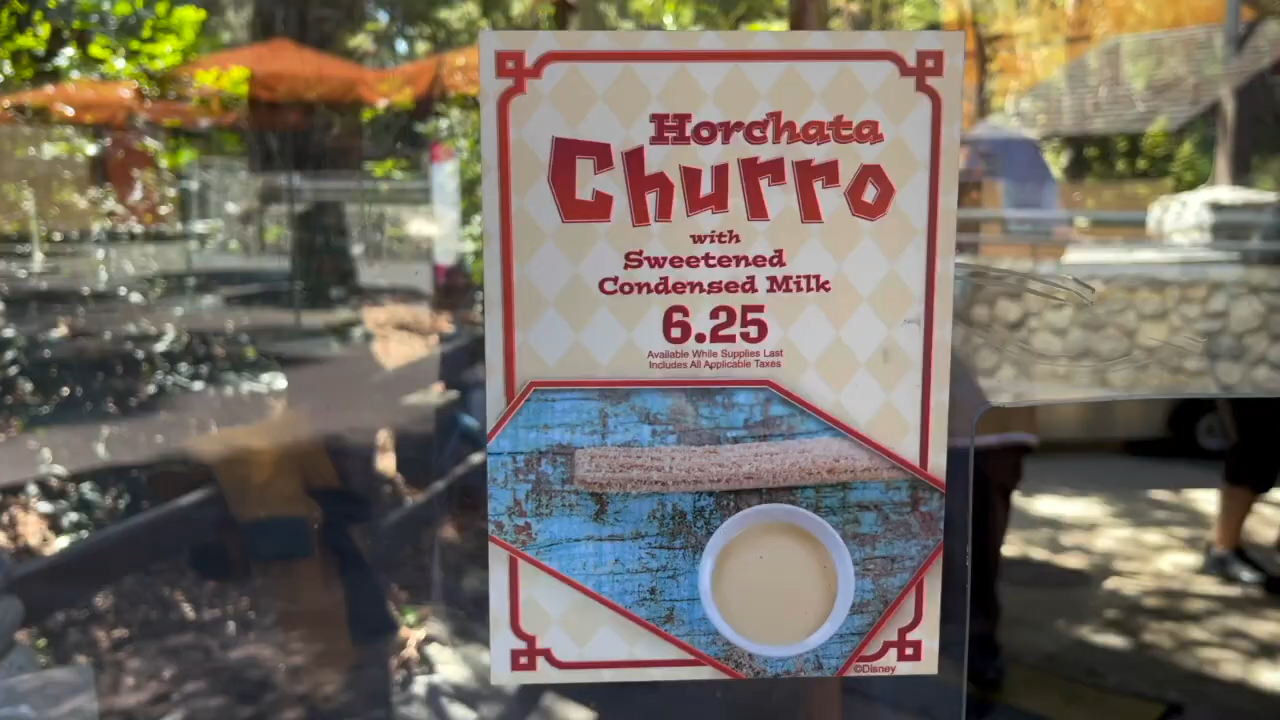 Horchata
Churro
with
Sweetened
Condensed Milk
6.25
Available While Supplies Last
Includes All Applicable Taxes
©Disney